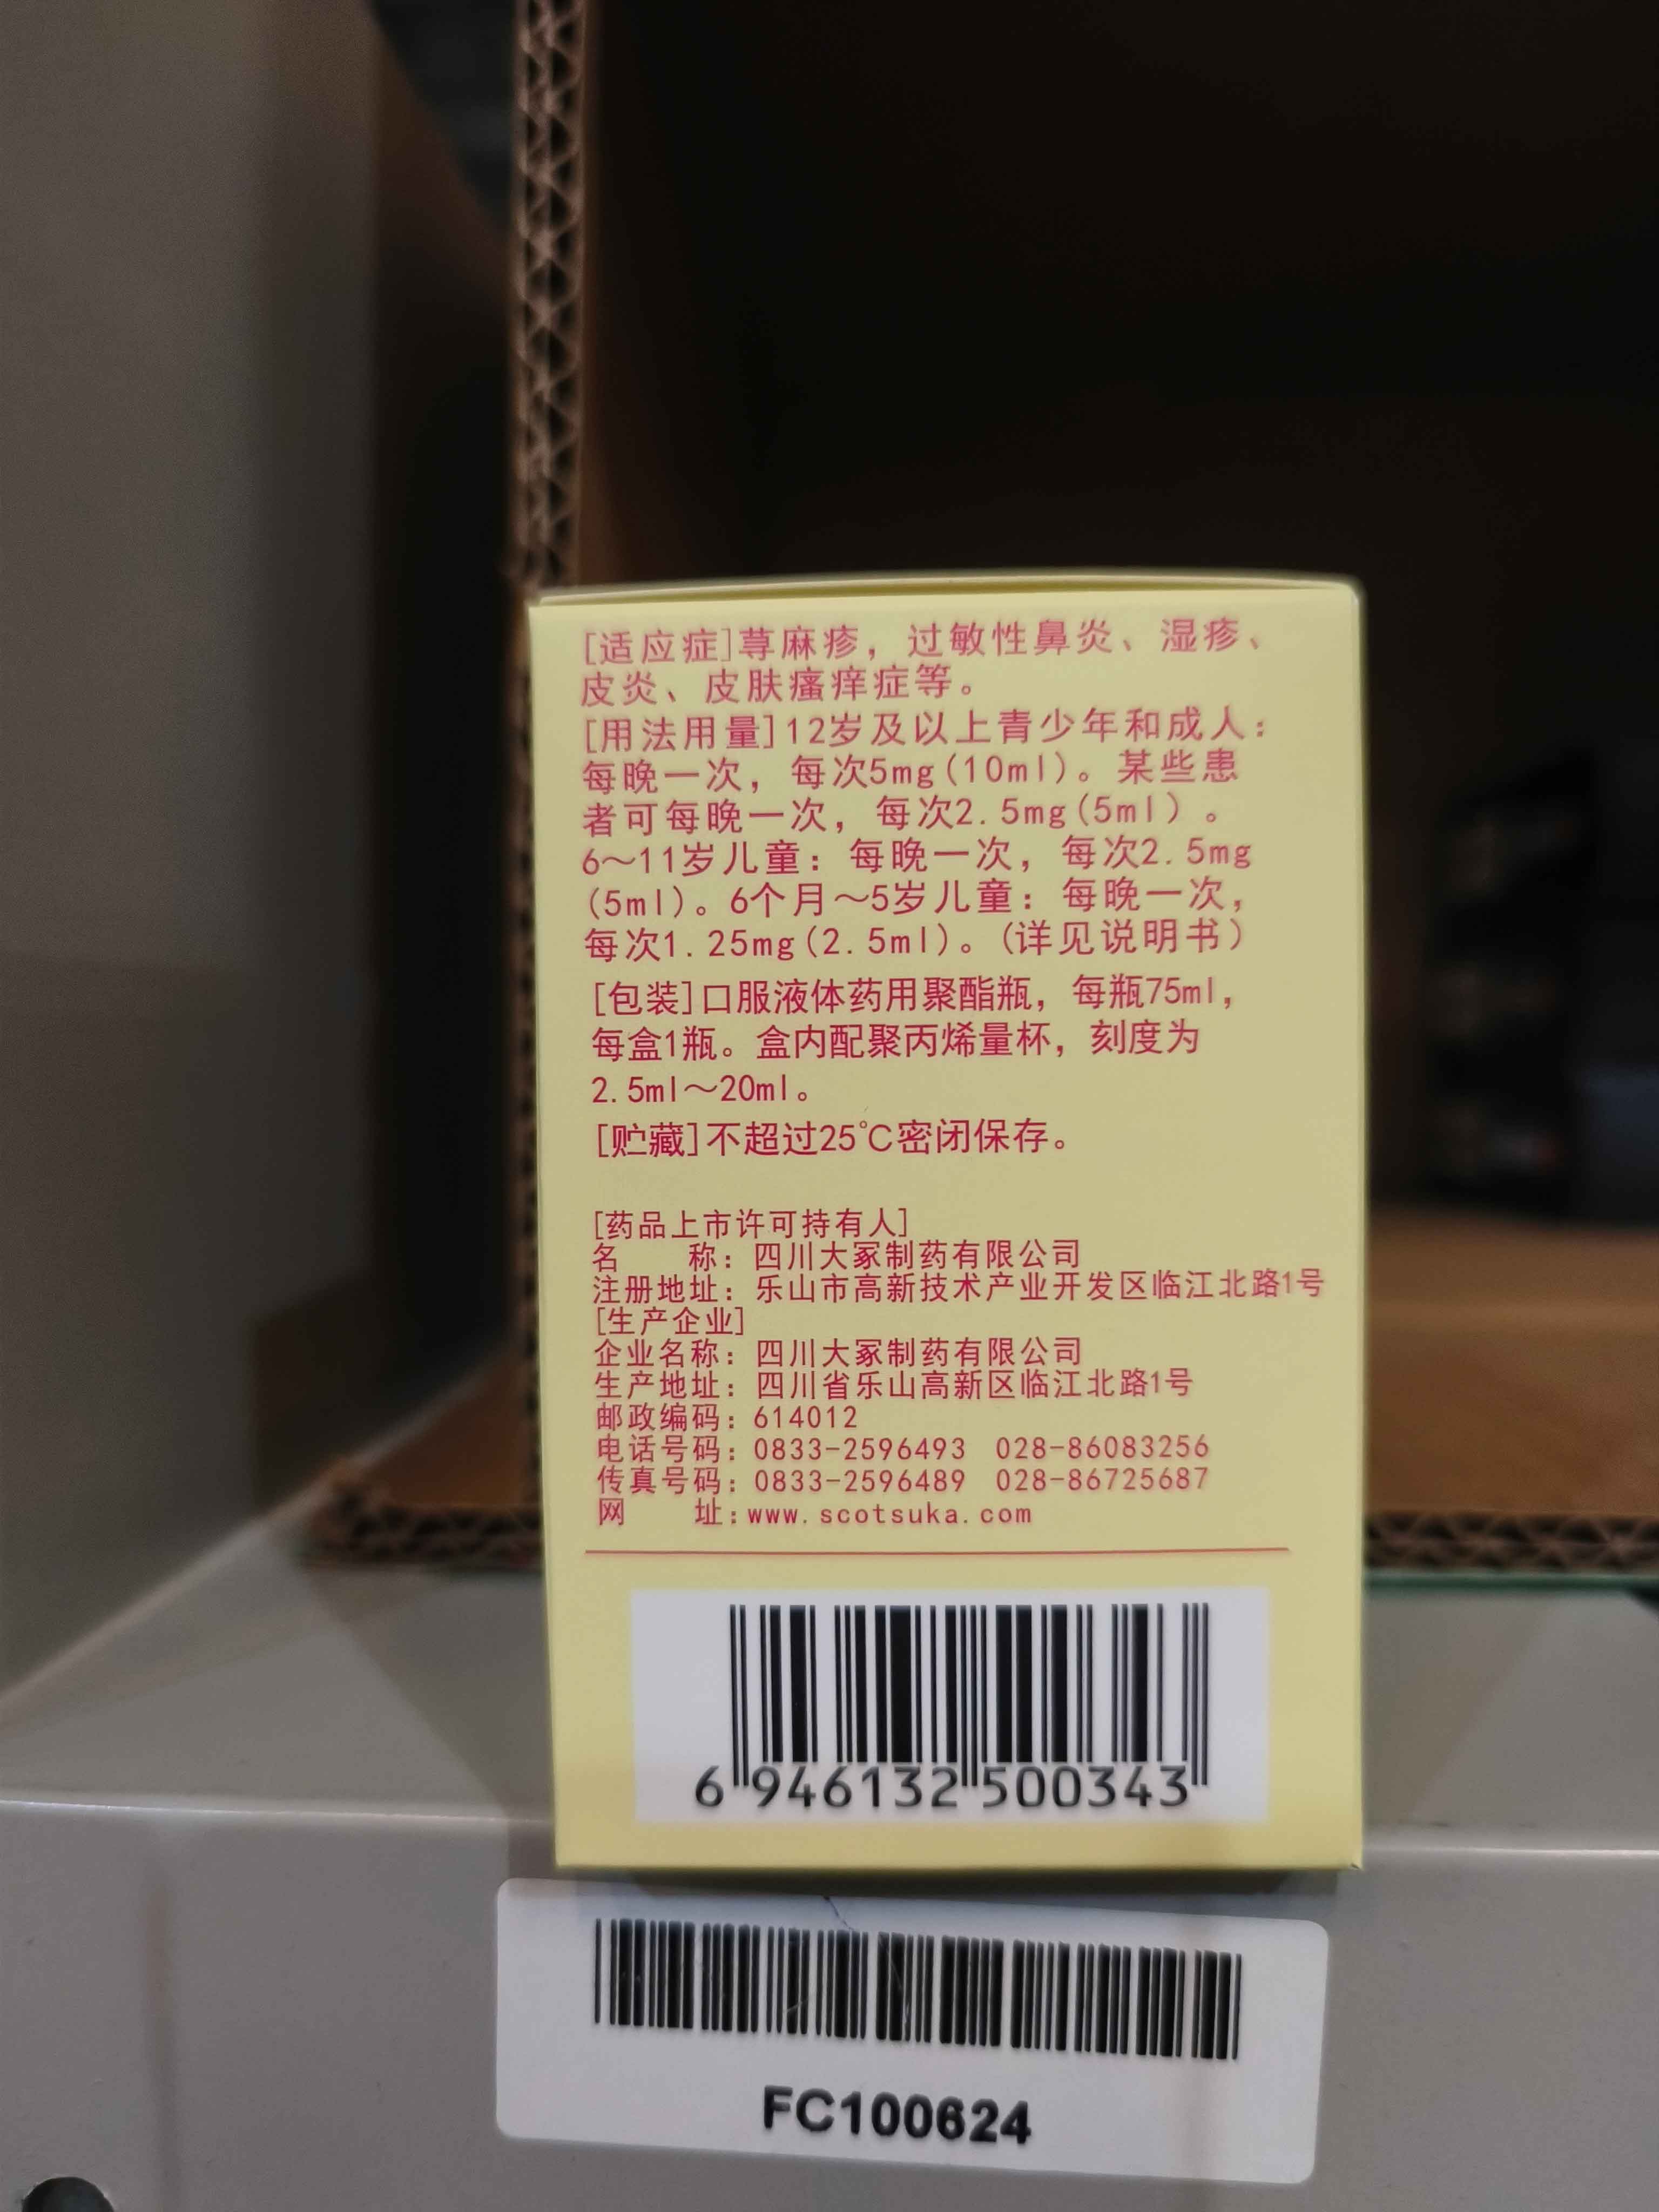 [适应症]荨麻疹，过敏性鼻炎、湿疹、
皮炎、皮肤瘙痒症等。
[用法用量]12岁及以上青少年和成人：
每晚一次，每次5mg(10ml)。某些患
者可每晚一次，每次2.5mg(5ml)。
6～11岁儿童：每晚一次，每次2.5mg
(5ml)。6个月～5岁儿童：每晚一次，
每次1.25mg(2.5ml)。(详见说明书)
[包装]口服液体药用聚酯瓶，每瓶75ml，
每盒1瓶。盒内配聚丙烯量杯，刻度为
2.5ml～20ml。
[贮藏]不超过25℃密闭保存。
[药品上市许可持有人]
名　　称：四川大冢制药有限公司
注册地址：乐山市高新技术产业开发区临江北路1号
[生产企业]
企业名称：四川大冢制药有限公司
生产地址：四川省乐山高新区临江北路1号
邮政编码：614012
电话号码：0833-2596493 028-86083256
传真号码：0833-2596489 028-86725687
网　　址：www.scotsuka.com
6 946132 500343
FC100624